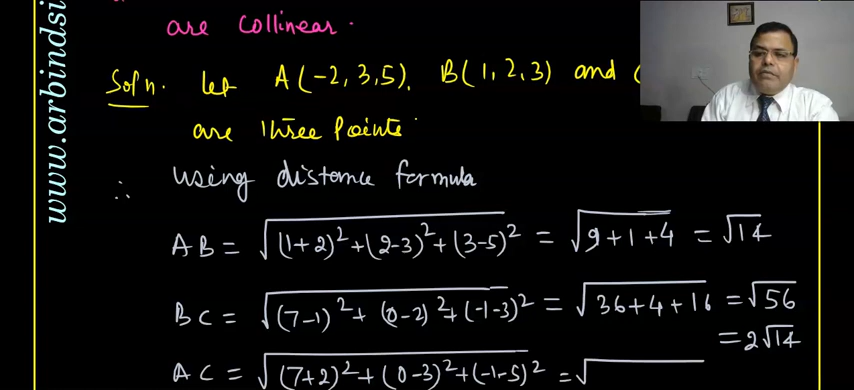 www.arbindsi
are collinear.
Soln. Let A(-2,3,5), B(1,2,3) and (
are three points.
∴ using distance formula
AB = √(1+2)²+(2-3)²+(3-5)² = √9+1+4 = √14
BC = √(7-1)²+(0-2)²+(-1-3)² = √36+4+16 = √56
= 2√14
AC = √(7+2)²+(0-3)²+(-1-5)² = √